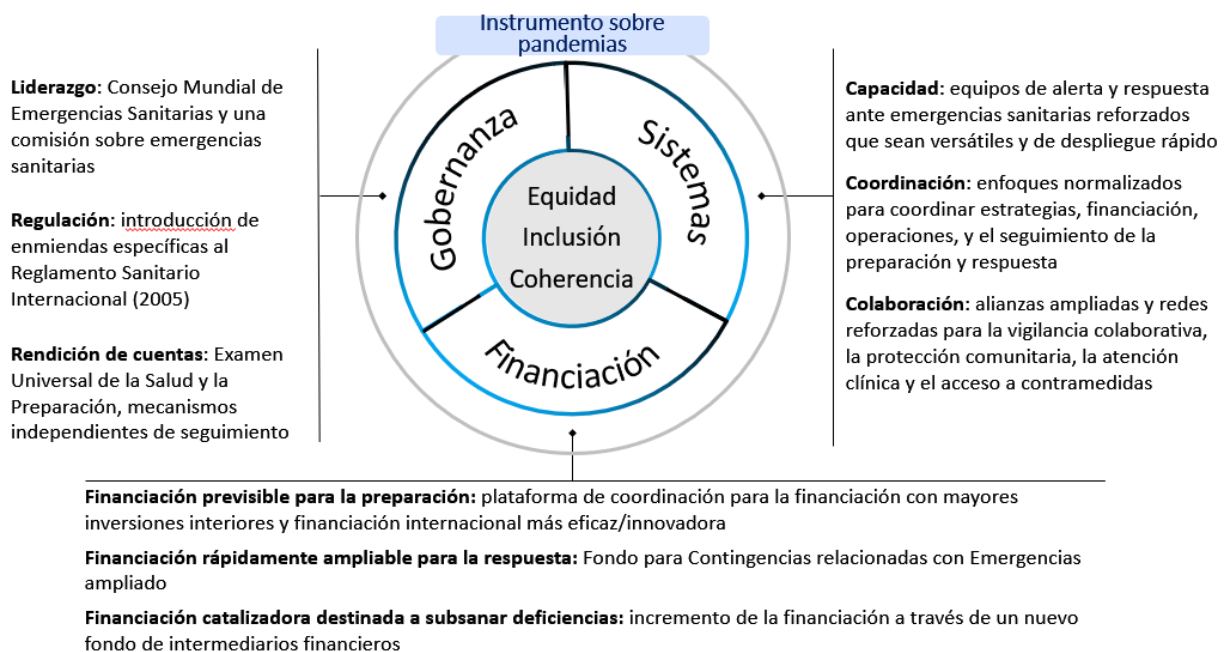 Instrumento sobre
pandemias
Liderazgo: Consejo Mundial de
Emergencias Sanitarias y una
comisión sobre emergencias
sanitarias
Regulación: introducción de
enmiendas específicas al
Reglamento Sanitario
Internacional (2005)
Rendición de cuentas: Examen
Universal de la Salud y la
Preparación, mecanismos
independientes de seguimiento
Gobernanza
Sistemas
Financiación
Equidad
Inclusión
Coherencia
Capacidad: equipos de alerta y respuesta
ante emergencias sanitarias reforzados
que sean versátiles y de despliegue rápido
Coordinación: enfoques normalizados
para coordinar estrategias, financiación,
operaciones, y el seguimiento de la
preparación y respuesta
Colaboración: alianzas ampliadas y redes
reforzadas para la vigilancia colaborativa,
la protección comunitaria, la atención
clínica y el acceso a contramedidas
Financiación previsible para la preparación: plataforma de coordinación para la financiación con mayores
inversiones interiores y financiación internacional más eficaz/innovadora
Financiación rápidamente ampliable para la respuesta: Fondo para Contingencias relacionadas con Emergencias
ampliado
Financiación catalizadora destinada a subsanar deficiencias: incremento de la financiación a través de un nuevo
fondo de intermediarios financieros